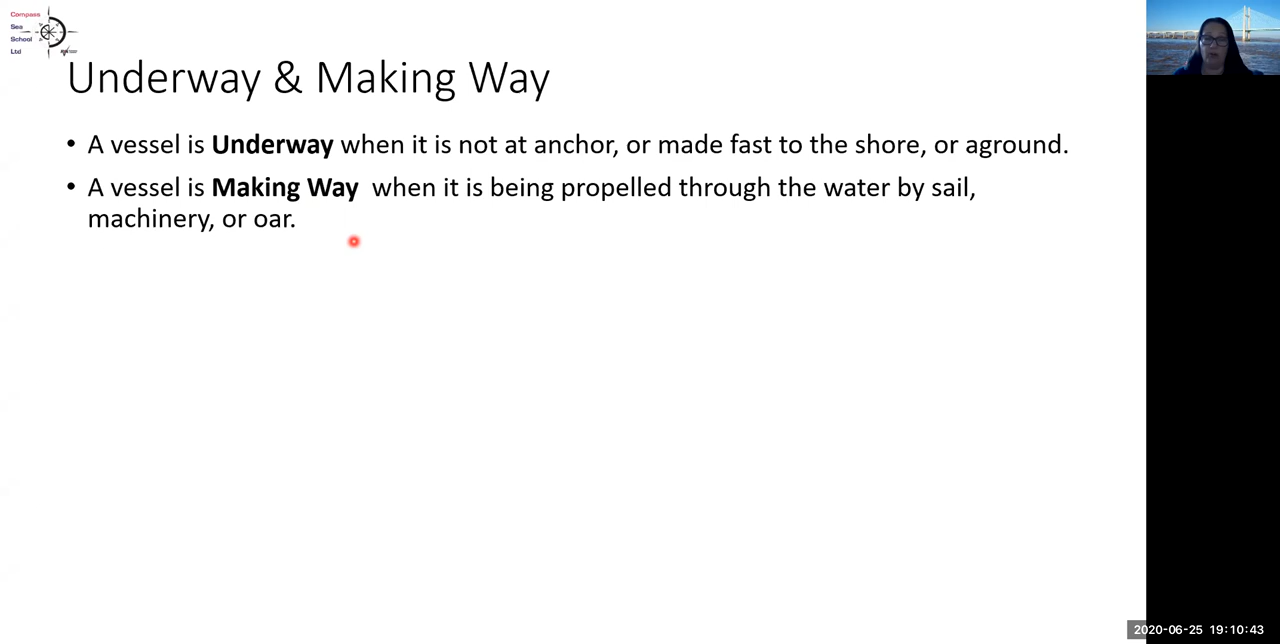 Compass
Sea
School
Ltd
Underway & Making Way
• A vessel is Underway when it is not at anchor, or made fast to the shore, or aground.
• A vessel is Making Way when it is being propelled through the water by sail,
machinery, or oar.
2020-06-25 19:10:43